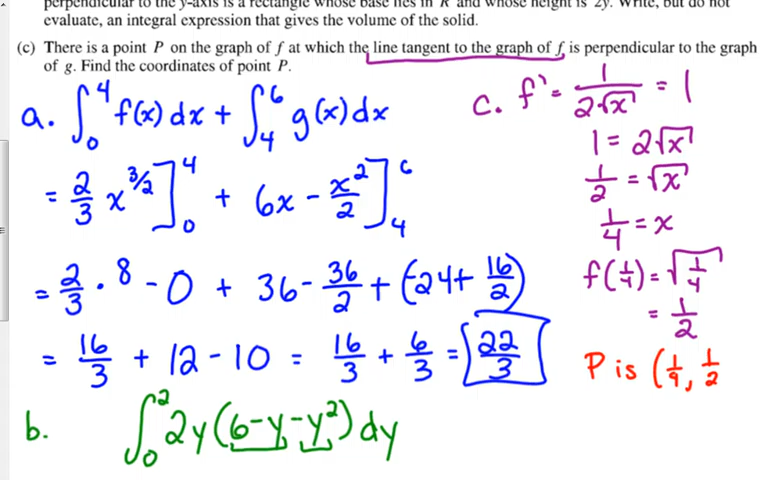 perpendicular to the y-axis is a rectangle whose base lies in R and whose height is 2y. Write, but do not
evaluate, an integral expression that gives the volume of the solid.
(c) There is a point P on the graph of f at which the line tangent to the graph of f is perpendicular to the graph
of g. Find the coordinates of point P.
a. ∫₀⁴ f(x) dx + ∫₄⁶ g(x) dx
= 2/3 x^(3/2) ]₀⁴ + 6x - x²/2 ]₄⁶
= 2/3 · 8 - 0 + 36 - 36/2 + (-24 + 16/2)
= 16/3 + 12 - 10 = 16/3 + 6/3 = 22/3
b. ∫₀² 2y (6-y-y²) dy
c. f' = 1/(2√x) = 1
1 = 2√x
1/2 = √x
1/4 = x
f(1/4) = √(1/4)
= 1/2
P is (1/4, 1/2